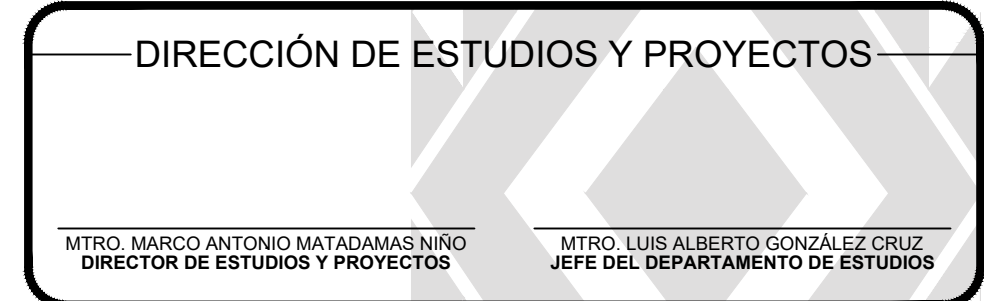 DIRECCIÓN DE ESTUDIOS Y PROYECTOS
MTRO. MARCO ANTONIO MATADAMAS NIÑO
DIRECTOR DE ESTUDIOS Y PROYECTOS
MTRO. LUIS ALBERTO GONZÁLEZ CRUZ
JEFE DEL DEPARTAMENTO DE ESTUDIOS